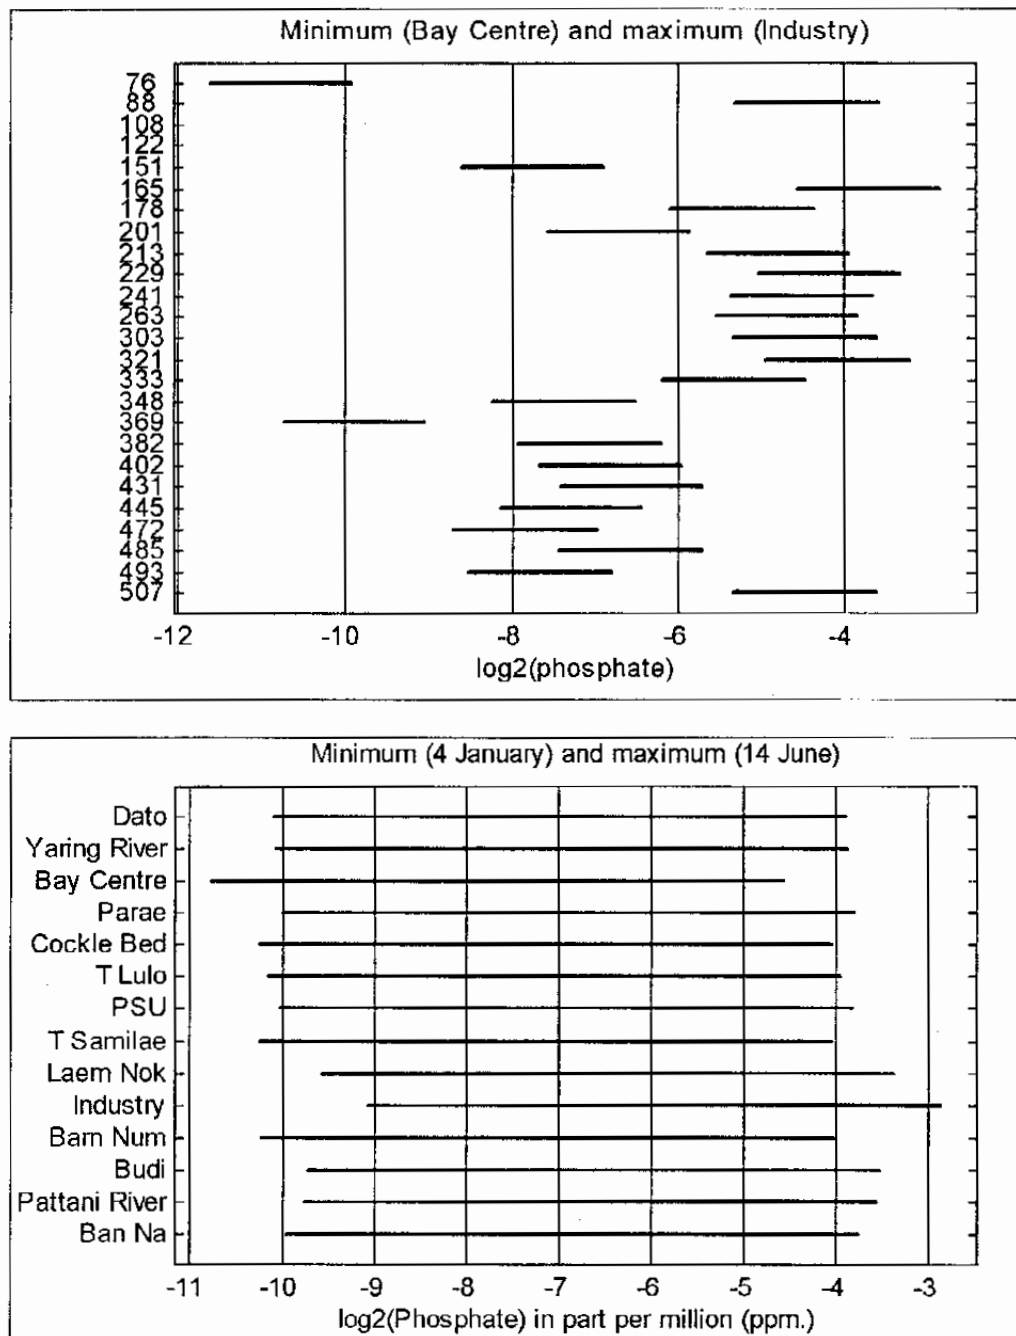 Minimum (Bay Centre) and maximum (Industry)
76
88
108
122
151
165
178
201
213
229
241
263
303
321
333
348
369
382
402
431
445
472
485
493
507
-12 -10 -8 -6 -4
log2(phosphate)
Minimum (4 January) and maximum (14 June)
Dato
Yaring River
Bay Centre
Parae
Cockle Bed
T Lulo
PSU
T Samilae
Laem Nok
Industry
Bam Num
Budi
Pattani River
Ban Na
-11 -10 -9 -8 -7 -6 -5 -4 -3
log2(Phosphate) in part per million (ppm.)